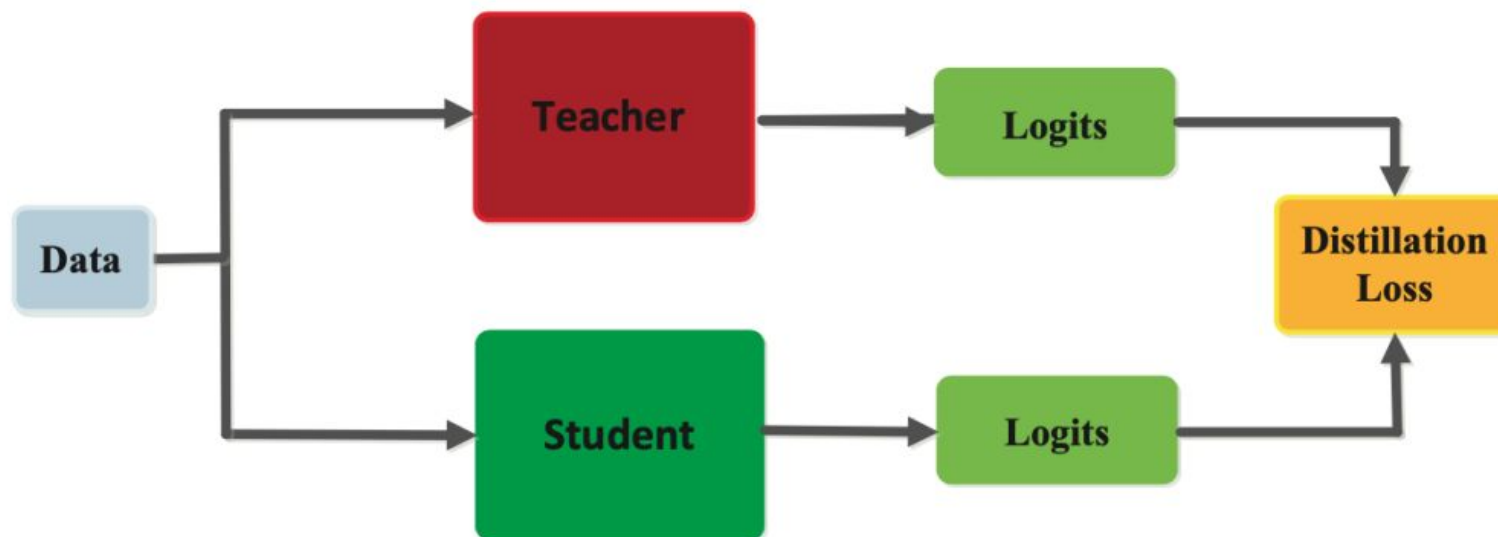 Teacher
Logits
Data
Distillation
Loss
Student
Logits